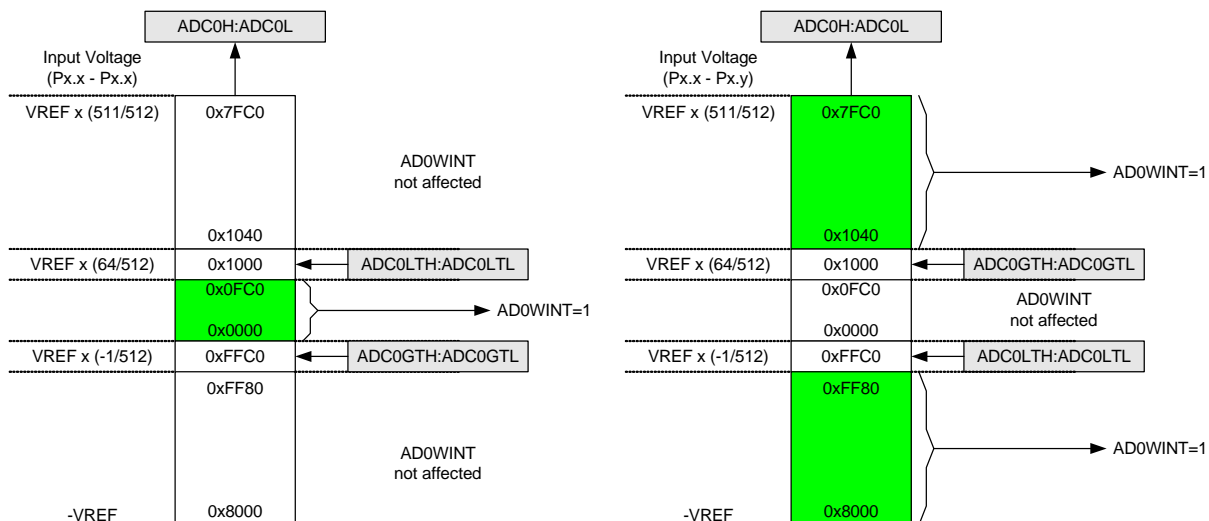 ADC0H:ADC0L
Input Voltage
(Px.x - Px.x)
VREF x (511/512)
0x7FC0
AD0WINT
not affected
0x1040
VREF x (64/512)
0x1000
ADC0LTH:ADC0LTL
0x0FC0
AD0WINT=1
0x0000
VREF x (-1/512)
0xFFC0
ADC0GTH:ADC0GTL
0xFF80
AD0WINT
not affected
-VREF
0x8000
ADC0H:ADC0L
Input Voltage
(Px.x - Px.y)
VREF x (511/512)
0x7FC0
AD0WINT=1
0x1040
VREF x (64/512)
0x1000
ADC0GTH:ADC0GTL
0x0FC0
AD0WINT
not affected
0x0000
VREF x (-1/512)
0xFFC0
ADC0LTH:ADC0LTL
0xFF80
AD0WINT=1
-VREF
0x8000